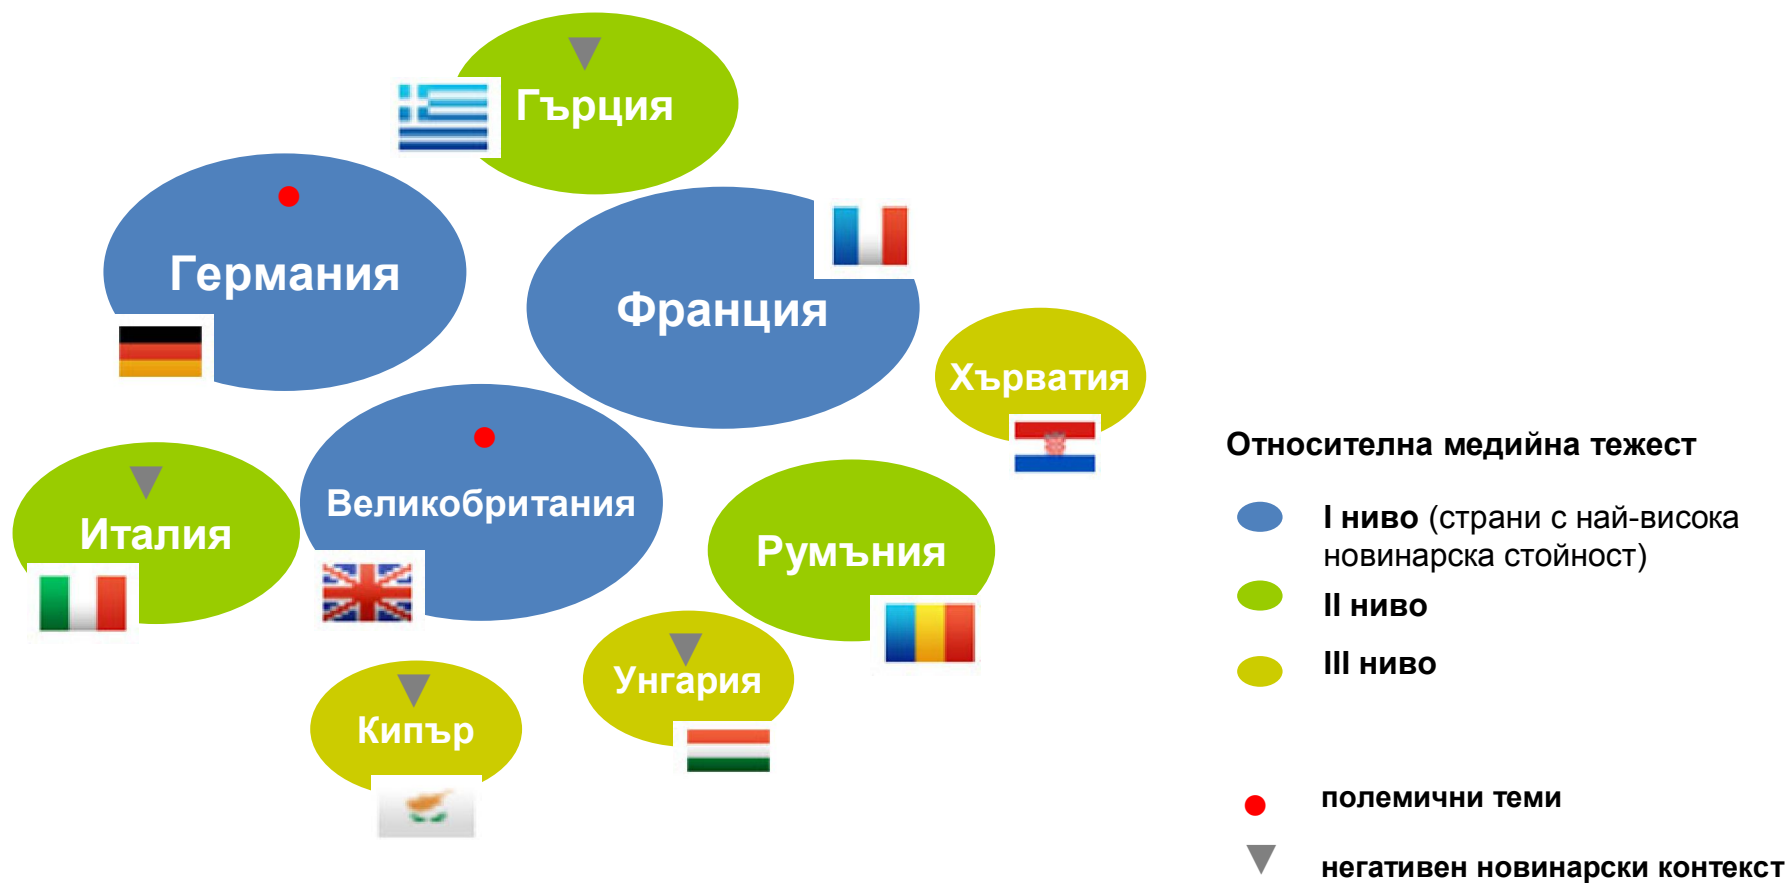 Гърция
Германия
Франция
Хърватия
Великобритания
Италия
Румъния
Унгария
Кипър
Относителна медийна тежест
I ниво (страни с най-висока
новинарска стойност)
II ниво
III ниво
полемични теми
негативен новинарски контекст